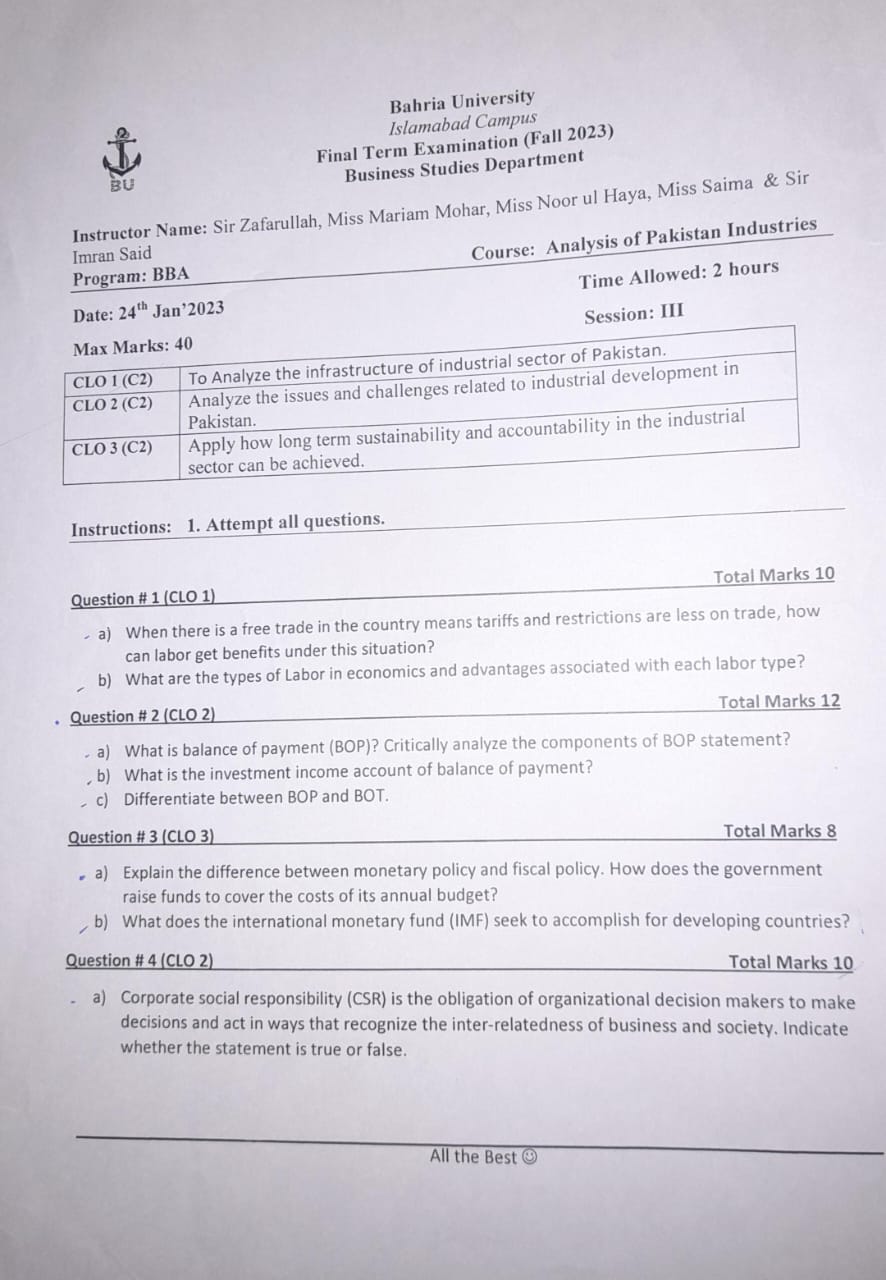 Bahria University
Islamabad Campus
Final Term Examination (Fall 2023)
Business Studies Department
BU
Instructor Name: Sir Zafarullah, Miss Mariam Mohar, Miss Noor ul Haya, Miss Saima & Sir
Imran Said
Program: BBA
Course: Analysis of Pakistan Industries
Date: 24th Jan'2023
Time Allowed: 2 hours
Max Marks: 40
Session: III
CLO 1 (C2) To Analyze the infrastructure of industrial sector of Pakistan.
CLO 2 (C2) Analyze the issues and challenges related to industrial development in
Pakistan.
CLO 3 (C2) Apply how long term sustainability and accountability in the industrial
sector can be achieved.
Instructions: 1. Attempt all questions.
Question # 1 (CLO 1) Total Marks 10
a) When there is a free trade in the country means tariffs and restrictions are less on trade, how
can labor get benefits under this situation?
b) What are the types of Labor in economics and advantages associated with each labor type?
Question # 2 (CLO 2) Total Marks 12
a) What is balance of payment (BOP)? Critically analyze the components of BOP statement?
b) What is the investment income account of balance of payment?
c) Differentiate between BOP and BOT.
Question # 3 (CLO 3) Total Marks 8
a) Explain the difference between monetary policy and fiscal policy. How does the government
raise funds to cover the costs of its annual budget?
b) What does the international monetary fund (IMF) seek to accomplish for developing countries?
Question # 4 (CLO 2) Total Marks 10
a) Corporate social responsibility (CSR) is the obligation of organizational decision makers to make
decisions and act in ways that recognize the inter-relatedness of business and society. Indicate
whether the statement is true or false.
All the Best ☺